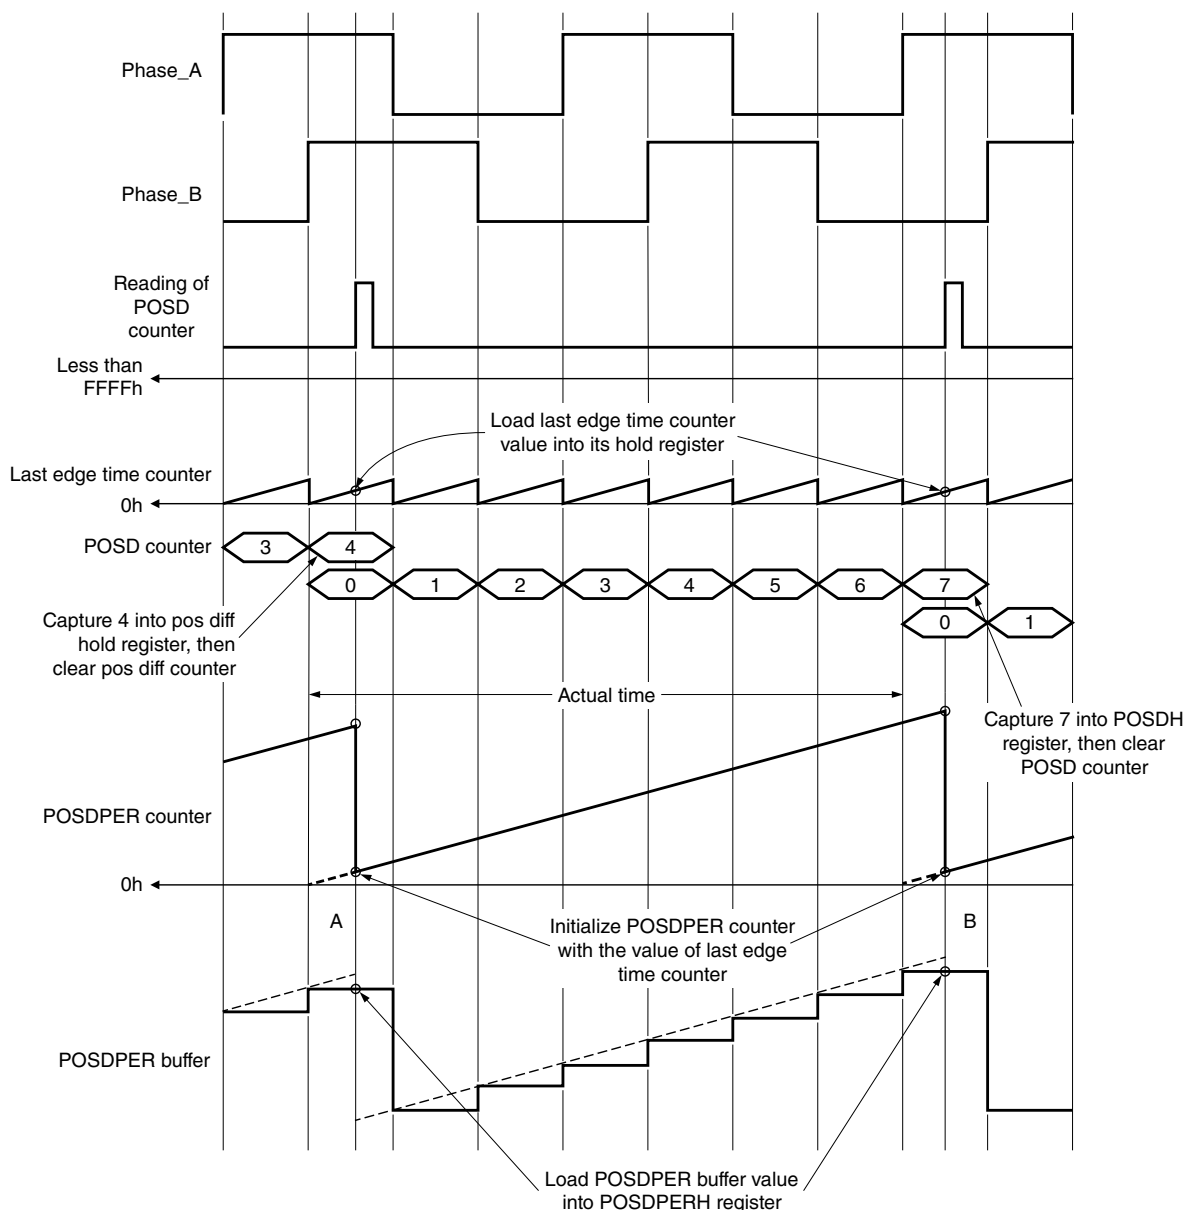 Phase_A
Phase_B
Reading of
POSD
counter
Less than
FFFFh
Load last edge time counter
value into its hold register
Last edge time counter
0h
POSD counter
3
4
0
1
2
3
4
5
6
7
0
1
Capture 4 into pos diff
hold register, then
clear pos diff counter
Actual time
Capture 7 into POSDH
register, then clear
POSD counter
POSDPER counter
0h
A
Initialize POSDPER counter
with the value of last edge
time counter
B
POSDPER buffer
Load POSDPER buffer value
into POSDPERH register